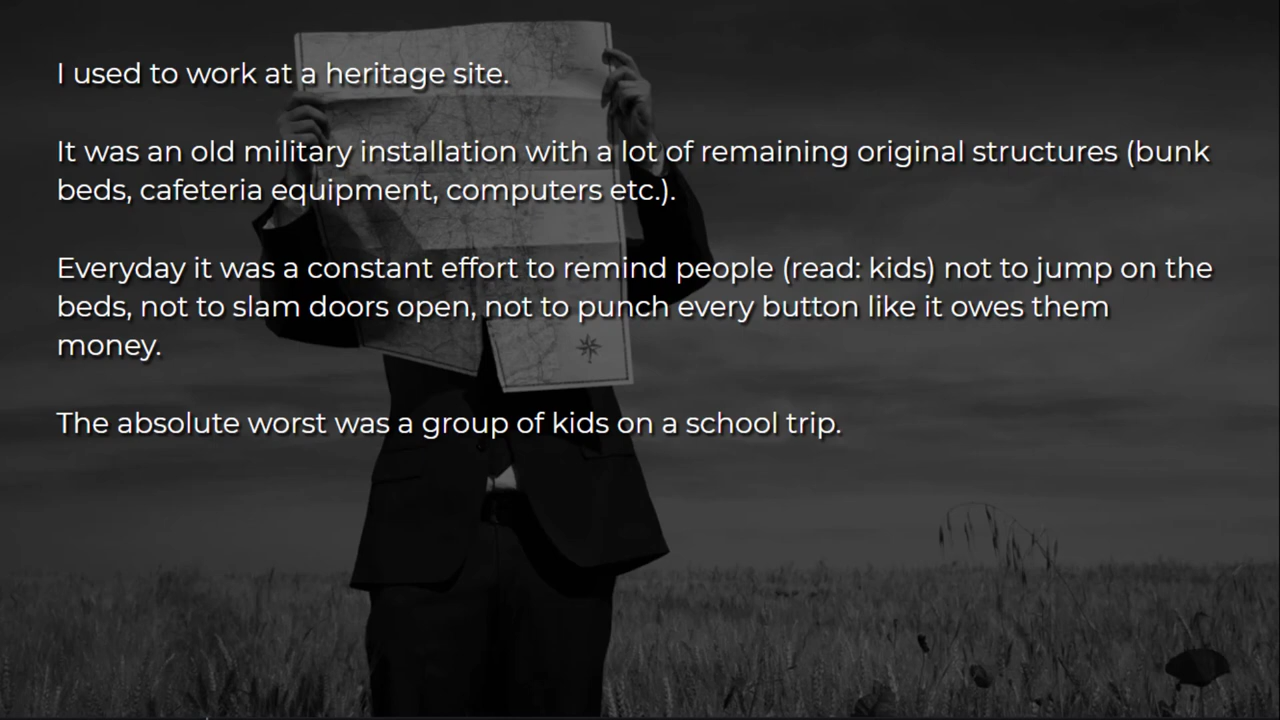 I used to work at a heritage site.
It was an old military installation with a lot of remaining original structures (bunk
beds, cafeteria equipment, computers etc.).
Everyday it was a constant effort to remind people (read: kids) not to jump on the
beds, not to slam doors open, not to punch every button like it owes them
money.
The absolute worst was a group of kids on a school trip.